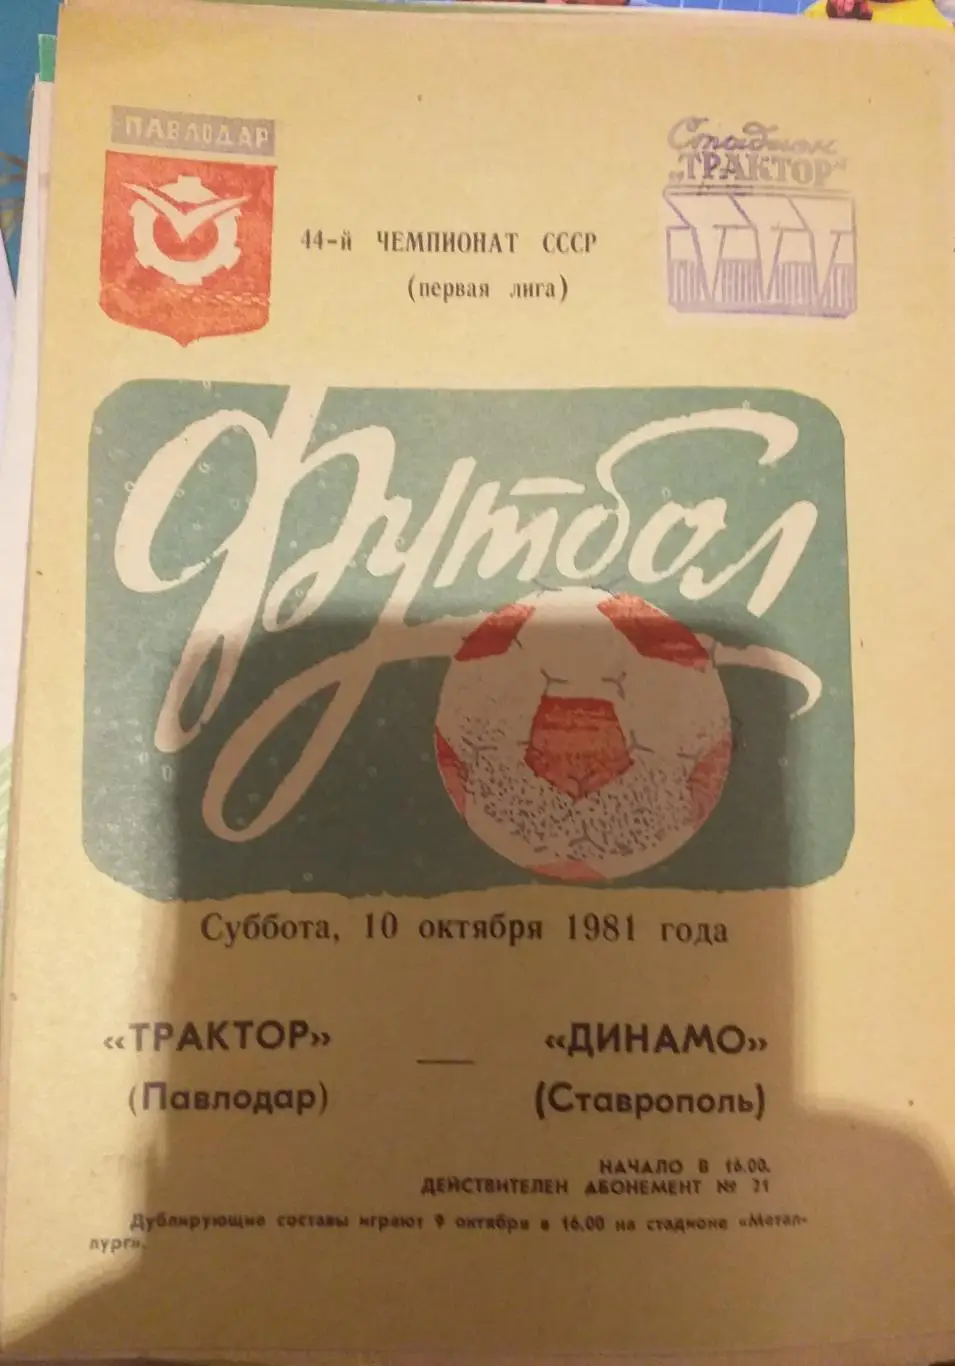 ПАВЛОДАР
Стадион
„ТРАКТОР"
44-й ЧЕМПИОНАТ СССР
(первая лига)
Футбол
Суббота, 10 октября 1981 года
«ТРАКТОР» — «ДИНАМО»
(Павлодар) (Ставрополь)
НАЧАЛО В 16.00.
ДЕЙСТВИТЕЛЕН АБОНЕМЕНТ № 21
Дублирующие составы играют 9 октября в 16.00 на стадионе «Метал-
лург».